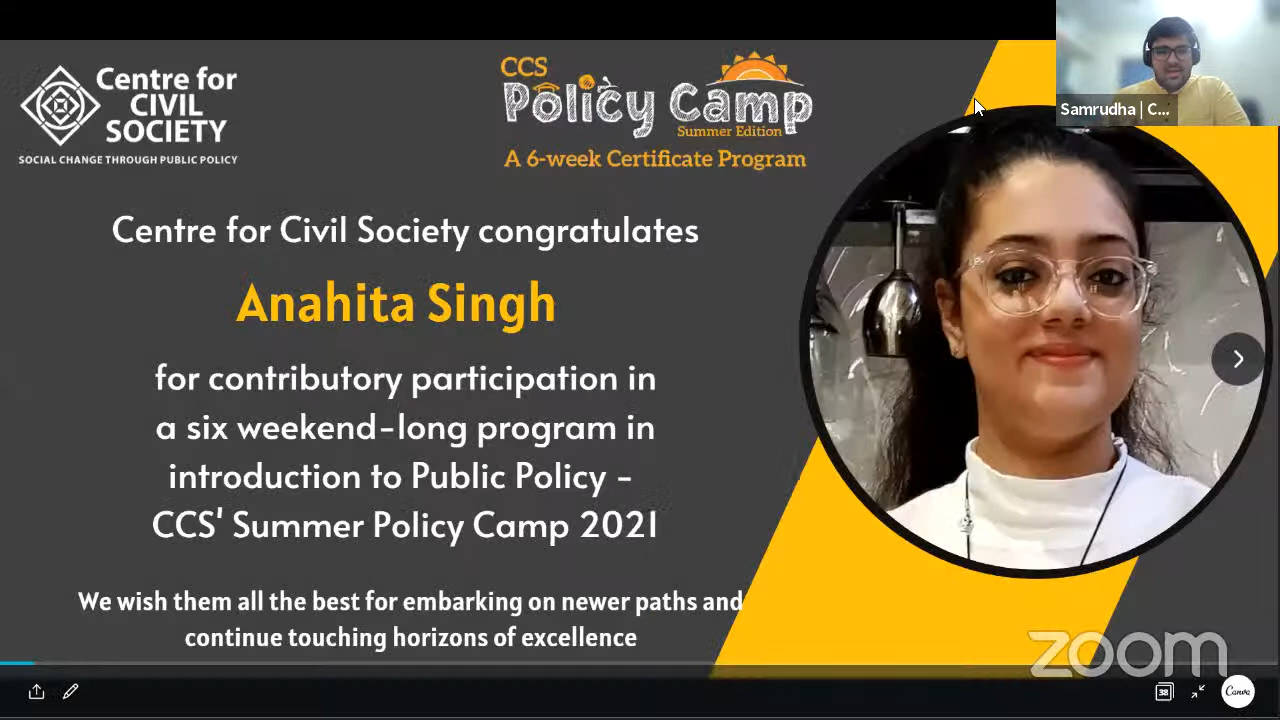 Centre for
CIVIL
SOCIETY
SOCIAL CHANGE THROUGH PUBLIC POLICY
CCS
Policy Camp
Summer Edition
A 6-week Certificate Program
Samrudha | C...
Centre for Civil Society congratulates
Anahita Singh
for contributory participation in
a six weekend-long program in
introduction to Public Policy -
CCS' Summer Policy Camp 2021
We wish them all the best for embarking on newer paths and
continue touching horizons of excellence
zoom
38
Canva